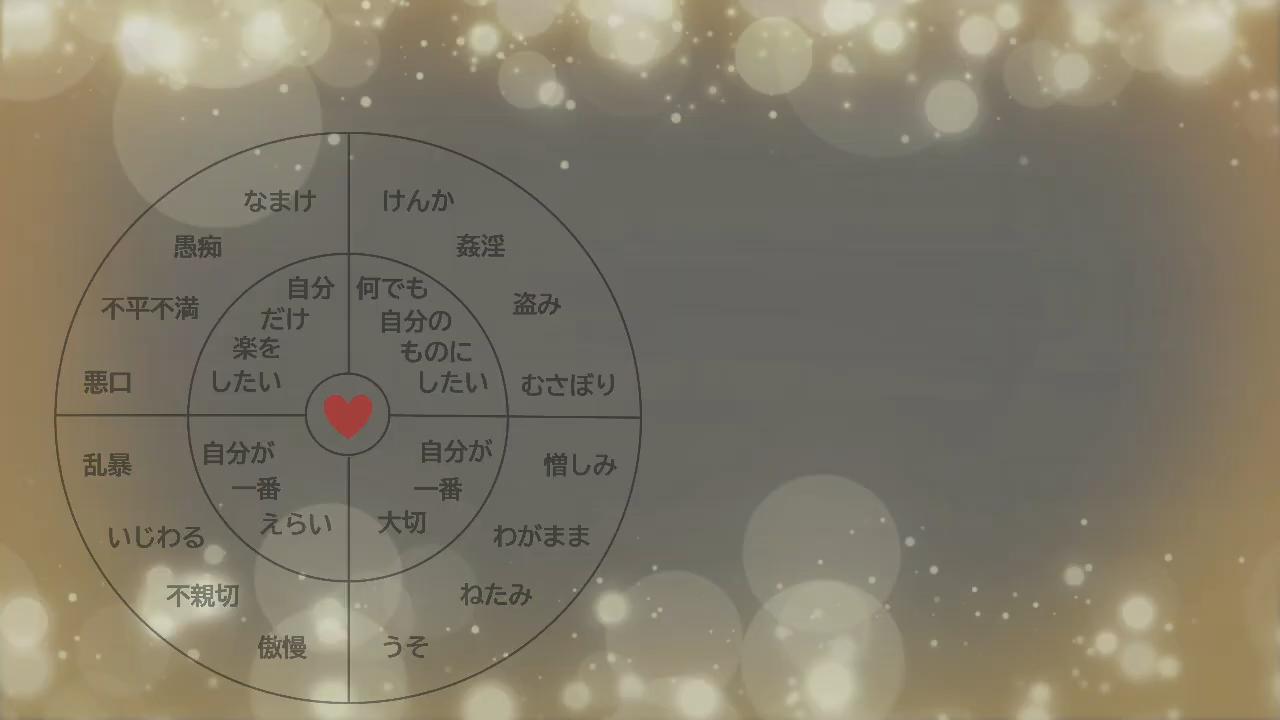 なまけ
愚痴
不平不満
悪口
自分
だけ
楽を
したい
けんか
姦淫
盗み
むさぼり
何でも
自分の
ものに
したい
乱暴
いじわる
不親切
傲慢
自分が
一番
えらい
憎しみ
わがまま
ねたみ
うそ
自分が
一番
大切